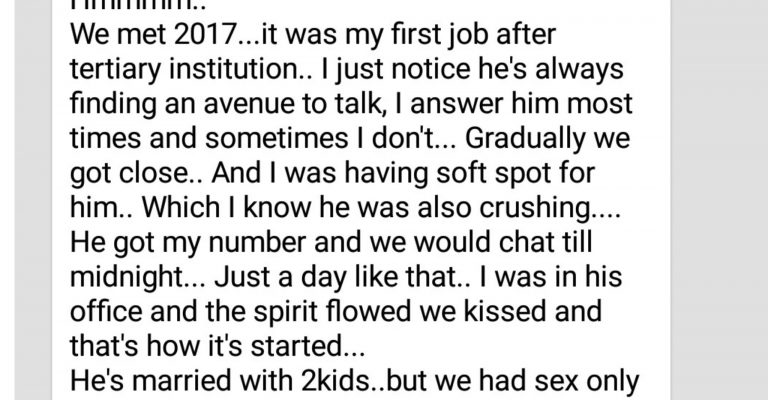 Hmmmm..
We met 2017...it was my first job after
tertiary institution.. I just notice he's always
finding an avenue to talk, I answer him most
times and sometimes I don't... Gradually we
got close.. And I was having soft spot for
him.. Which I know he was also crushing....
He got my number and we would chat till
midnight... Just a day like that.. I was in his
office and the spirit flowed we kissed and
that's how it's started...
He's married with 2kids..but we had sex only